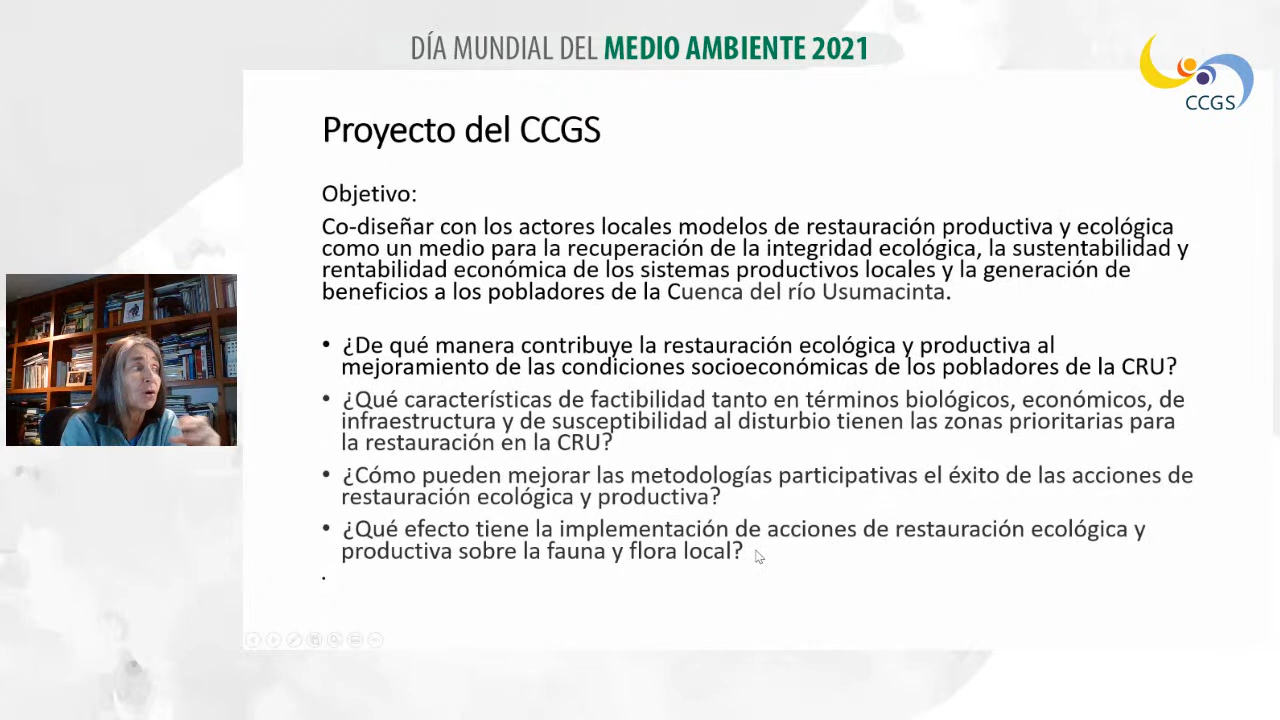 DÍA MUNDIAL DEL MEDIO AMBIENTE 2021
CCGS
Proyecto del CCGS
Objetivo:
Co-diseñar con los actores locales modelos de restauración productiva y ecológica
como un medio para la recuperación de la integridad ecológica, la sustentabilidad y
rentabilidad económica de los sistemas productivos locales y la generación de
beneficios a los pobladores de la Cuenca del río Usumacinta.
• ¿De qué manera contribuye la restauración ecológica y productiva al
mejoramiento de las condiciones socioeconómicas de los pobladores de la CRU?
• ¿Qué características de factibilidad tanto en términos biológicos, económicos, de
infraestructura y de susceptibilidad al disturbio tienen las zonas prioritarias para
la restauración en la CRU?
• ¿Cómo pueden mejorar las metodologías participativas el éxito de las acciones de
restauración ecológica y productiva?
• ¿Qué efecto tiene la implementación de acciones de restauración ecológica y
productiva sobre la fauna y flora local?
.